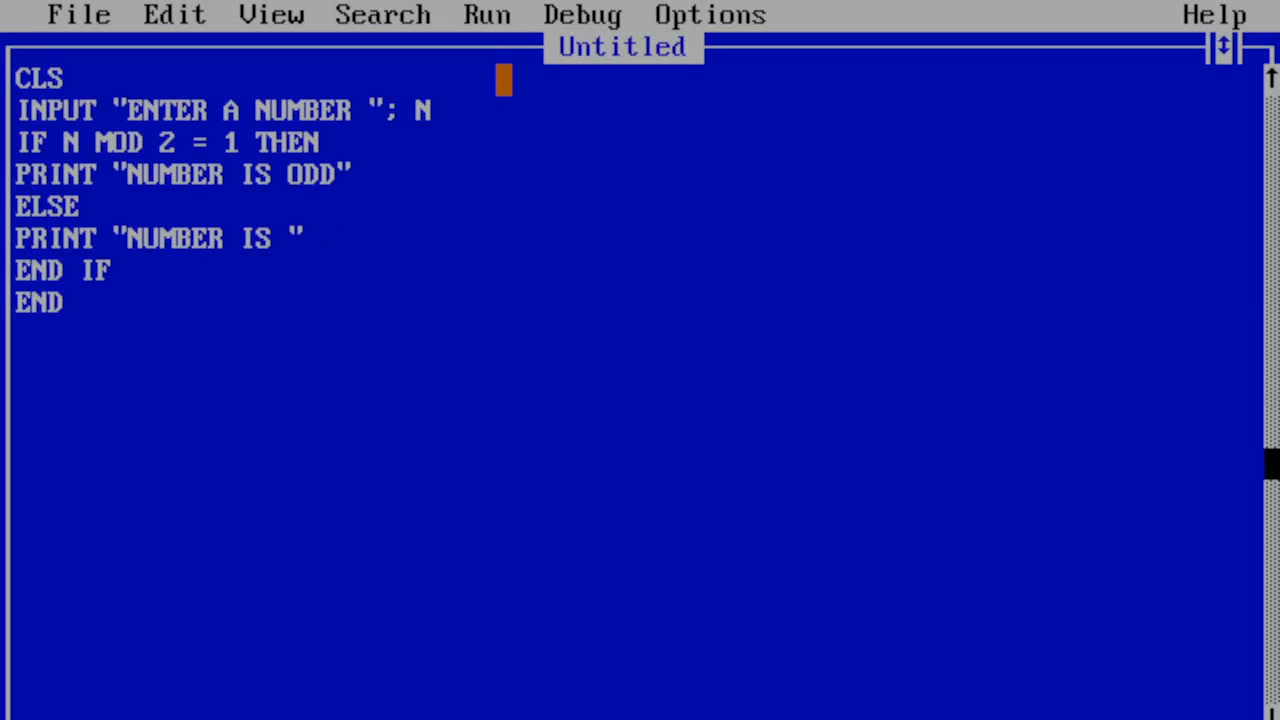 File Edit View Search Run Debug Options Help
Untitled
CLS
INPUT "ENTER A NUMBER "; N
IF N MOD 2 = 1 THEN
PRINT "NUMBER IS ODD"
ELSE
PRINT "NUMBER IS "
END IF
END